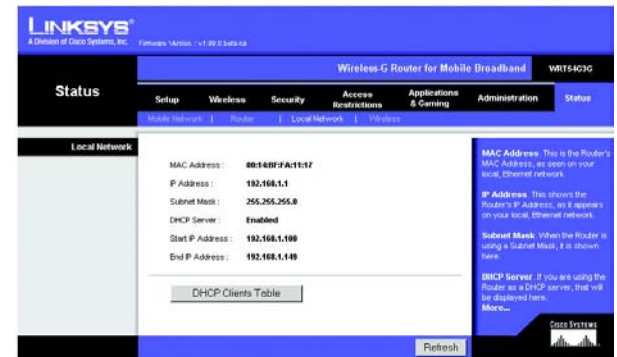 LINKSYS®
A Division of Cisco Systems, Inc.
Firmware Version : v1.99.0
Wireless-G Router for Mobile Broadband
WRT54G3G
Status
Setup
Wireless
Security
Access Restrictions
Applications & Gaming
Administration
Status
Mobile Network | Router | Local Network | Wireless
Local Network
MAC Address : 00:14:BF:FA:11:17
IP Address : 192.168.1.1
Subnet Mask : 255.255.255.0
DHCP Server : Enabled
Start IP Address : 192.168.1.100
End IP Address : 192.168.1.149
DHCP Clients Table
MAC Address. This is the Router's
MAC Address, as seen on your
local, Ethernet network.
IP Address. This shows the
Router's IP Address, as it appears
on your local, Ethernet network.
Subnet Mask. When the Router is
using a Subnet Mask, it is shown
here.
DHCP Server. If you are using the
Router as a DHCP server, that will
be displayed here.
More...
Refresh
CISCO SYSTEMS